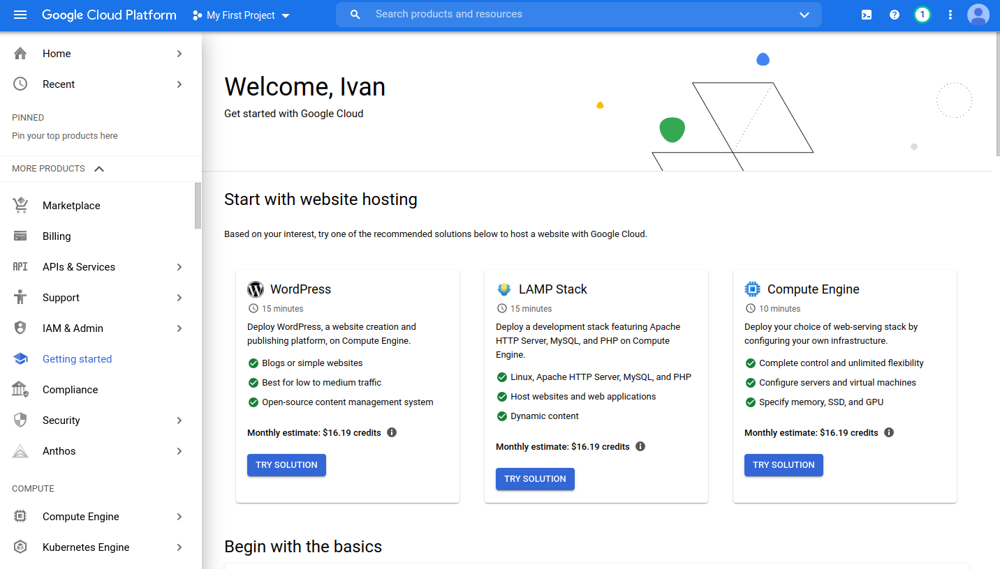 Google Cloud Platform
My First Project
Search products and resources
1
Home
Recent
PINNED
Pin your top products here
MORE PRODUCTS
Marketplace
Billing
API
APIs & Services
Support
IAM & Admin
Getting started
Compliance
Security
Anthos
COMPUTE
Compute Engine
Kubernetes Engine
Welcome, Ivan
Get started with Google Cloud
Start with website hosting
Based on your interest, try one of the recommended solutions below to host a website with Google Cloud.
WordPress
15 minutes
Deploy WordPress, a website creation and
publishing platform, on Compute Engine.
Blogs or simple websites
Best for low to medium traffic
Open-source content management system
Monthly estimate: $16.19 credits
TRY SOLUTION
LAMP Stack
15 minutes
Deploy a development stack featuring Apache
HTTP Server, MySQL, and PHP on Compute
Engine.
Linux, Apache HTTP Server, MySQL, and PHP
Host websites and web applications
Dynamic content
Monthly estimate: $16.19 credits
TRY SOLUTION
Compute Engine
10 minutes
Deploy your choice of web-serving stack by
configuring your own infrastructure.
Complete control and unlimited flexibility
Configure servers and virtual machines
Specify memory, SSD, and GPU
Monthly estimate: $16.19 credits
TRY SOLUTION
Begin with the basics